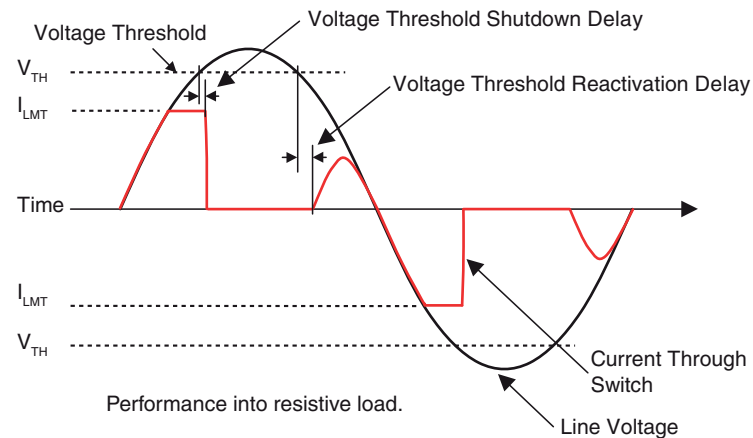 Voltage Threshold Shutdown Delay
Voltage Threshold
V_TH
Voltage Threshold Reactivation Delay
I_LMT
Time
I_LMT
V_TH
Current Through
Switch
Performance into resistive load.
Line Voltage